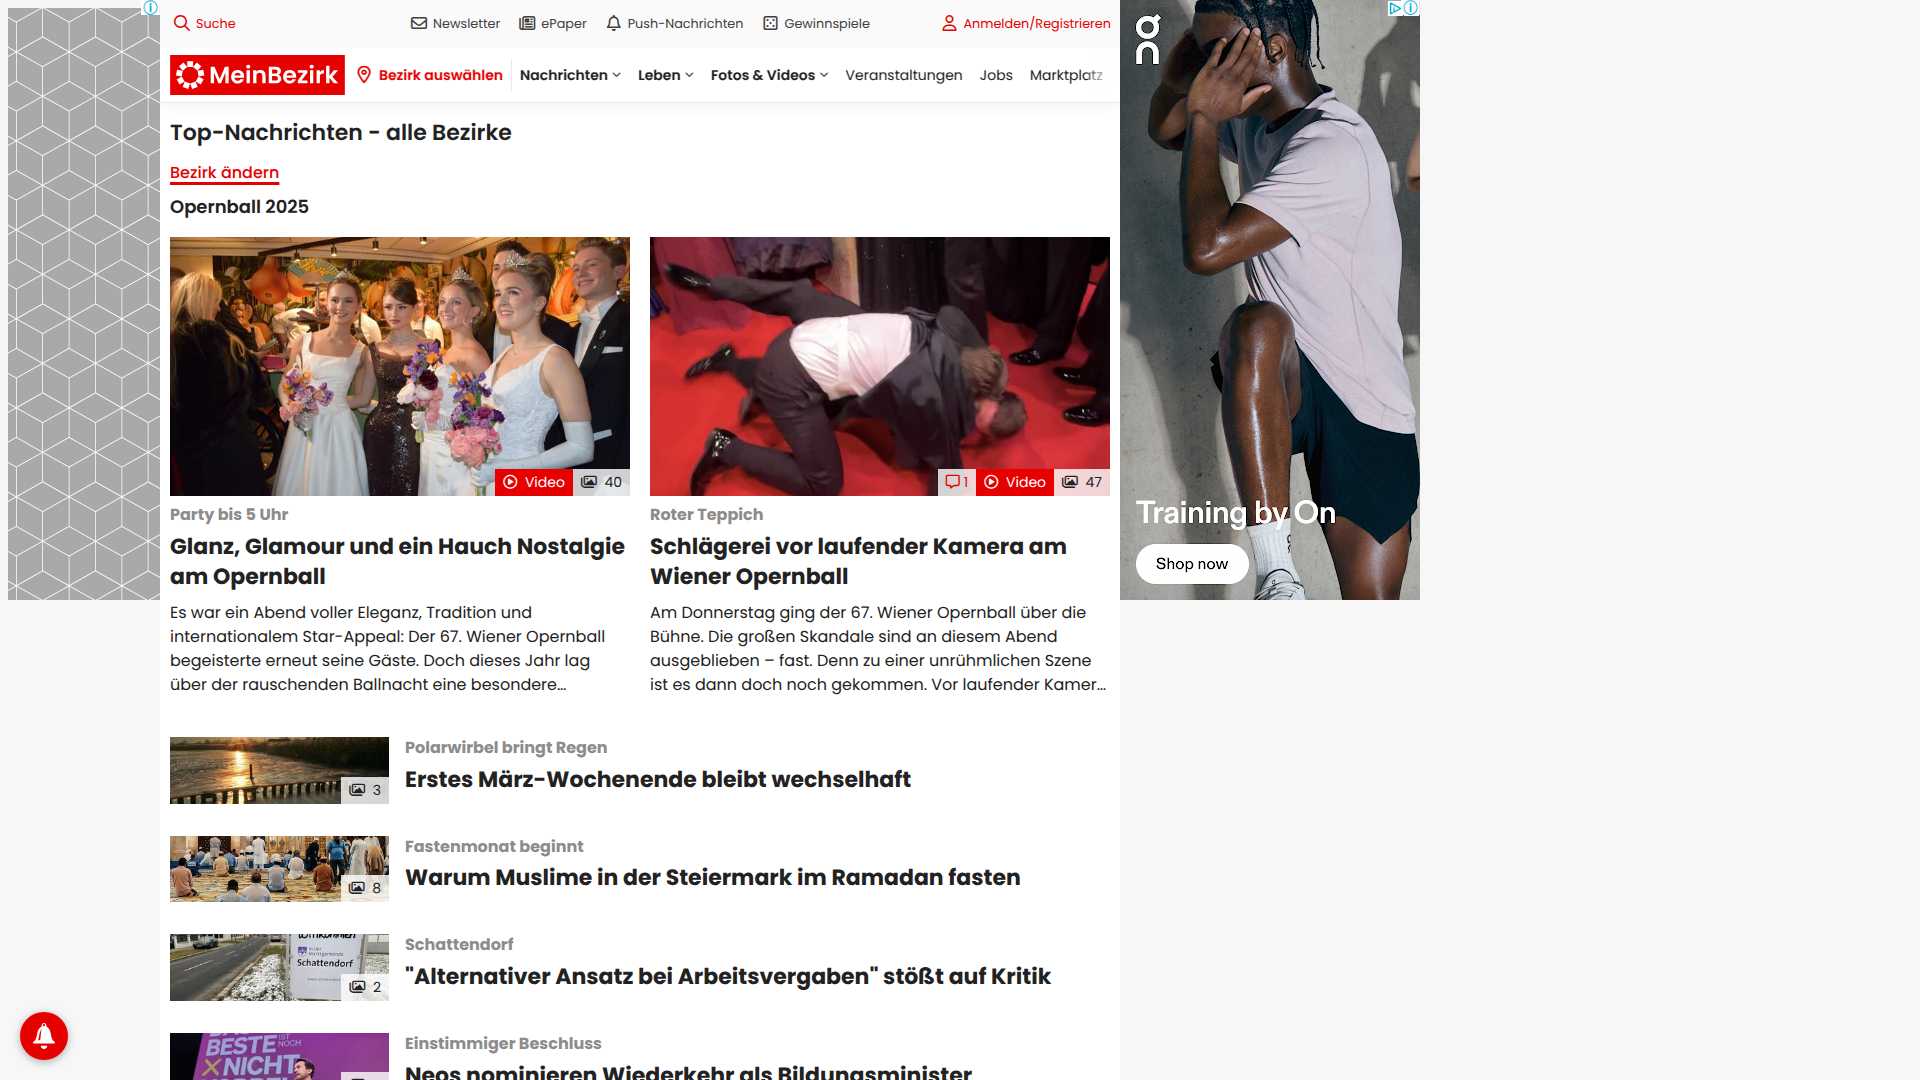 Suche
Newsletter
ePaper
Push-Nachrichten
Gewinnspiele
Anmelden/Registrieren
MeinBezirk
Bezirk auswählen
Nachrichten
Leben
Fotos & Videos
Veranstaltungen
Jobs
Marktplatz
Top-Nachrichten - alle Bezirke
Bezirk ändern
Opernball 2025
Video
40
1
Video
47
Party bis 5 Uhr
Glanz, Glamour und ein Hauch Nostalgie
am Opernball
Es war ein Abend voller Eleganz, Tradition und
internationalem Star-Appeal: Der 67. Wiener Opernball
begeisterte erneut seine Gäste. Doch dieses Jahr lag
über der rauschenden Ballnacht eine besondere...
Roter Teppich
Schlägerei vor laufender Kamera am
Wiener Opernball
Am Donnerstag ging der 67. Wiener Opernball über die
Bühne. Die großen Skandale sind an diesem Abend
ausgeblieben – fast. Denn zu einer unrühmlichen Szene
ist es dann doch noch gekommen. Vor laufender Kamer...
3
Polarwirbel bringt Regen
Erstes März-Wochenende bleibt wechselhaft
8
Fastenmonat beginnt
Warum Muslime in der Steiermark im Ramadan fasten
Schattendorf
2
Schattendorf
"Alternativer Ansatz bei Arbeitsvergaben" stößt auf Kritik
BESTE IST NOCH
NICHT
Einstimmiger Beschluss
Neos nominieren Wiederkehr als Bildungsminister
On
Training by On
Shop now